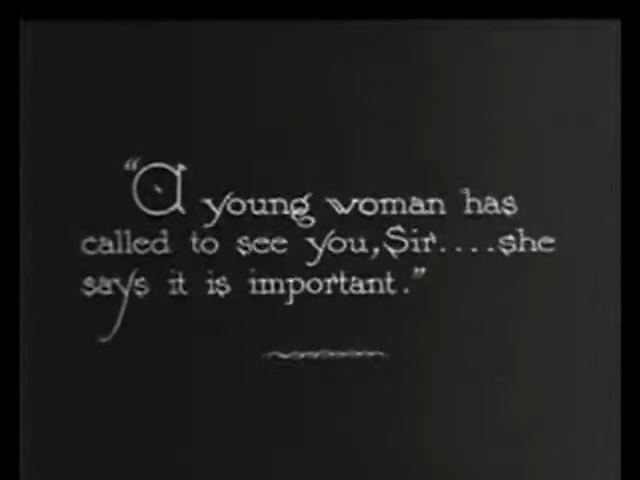 "A young woman has
called to see you, Sir....she
says it is important."